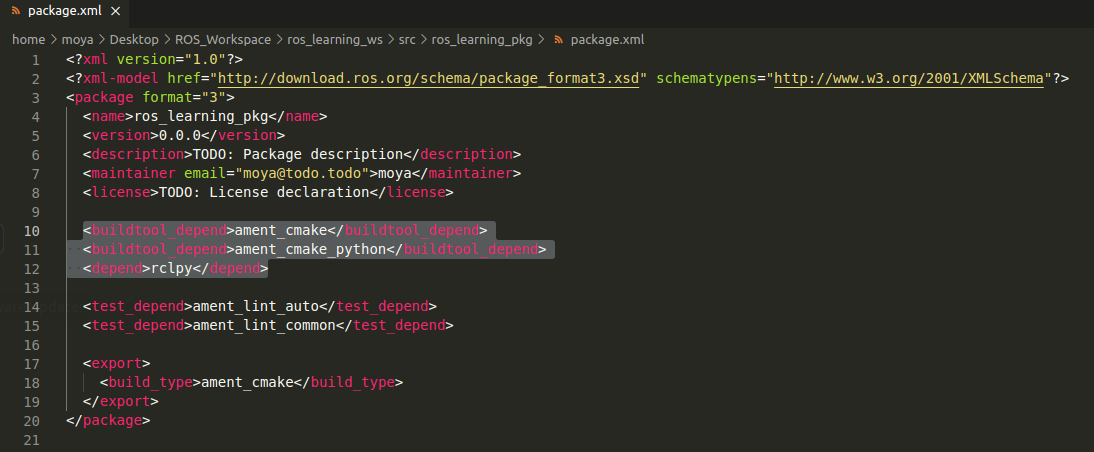 package.xml
home > moya > Desktop > ROS_Workspace > ros_learning_ws > src > ros_learning_pkg > package.xml
1 <?xml version="1.0"?>
2 <?xml-model href="http://download.ros.org/schema/package_format3.xsd" schematypens="http://www.w3.org/2001/XMLSchema"?>
3 <package format="3">
4   <name>ros_learning_pkg</name>
5   <version>0.0.0</version>
6   <description>TODO: Package description</description>
7   <maintainer email="moya@todo.todo">moya</maintainer>
8   <license>TODO: License declaration</license>
9
10   <buildtool_depend>ament_cmake</buildtool_depend>
11   <buildtool_depend>ament_cmake_python</buildtool_depend>
12   <depend>rclpy</depend>
13
14   <test_depend>ament_lint_auto</test_depend>
15   <test_depend>ament_lint_common</test_depend>
16
17   <export>
18     <build_type>ament_cmake</build_type>
19   </export>
20 </package>
21